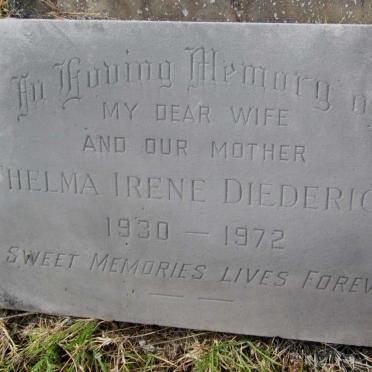 In Loving Memory o
MY DEAR WIFE
AND OUR MOTHER
THELMA IRENE DIEDERIC
1930 — 1972
SWEET MEMORIES LIVES FOREV